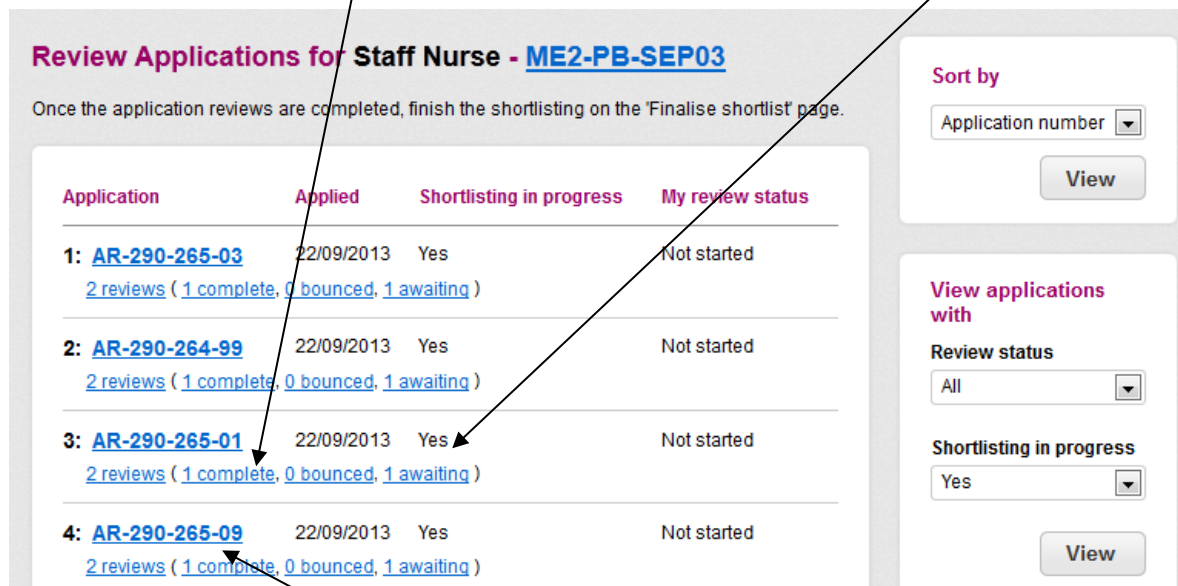 Review Applications for Staff Nurse - ME2-PB-SEP03
Once the application reviews are completed, finish the shortlisting on the 'Finalise shortlist' page.
Application Applied Shortlisting in progress My review status
1: AR-290-265-03 22/09/2013 Yes Not started
2 reviews ( 1 complete, 0 bounced, 1 awaiting )
2: AR-290-264-99 22/09/2013 Yes Not started
2 reviews ( 1 complete, 0 bounced, 1 awaiting )
3: AR-290-265-01 22/09/2013 Yes Not started
2 reviews ( 1 complete, 0 bounced, 1 awaiting )
4: AR-290-265-09 22/09/2013 Yes Not started
2 reviews ( 1 complete, 0 bounced, 1 awaiting )
Sort by
Application number
View
View applications
with
Review status
All
Shortlisting in progress
Yes
View